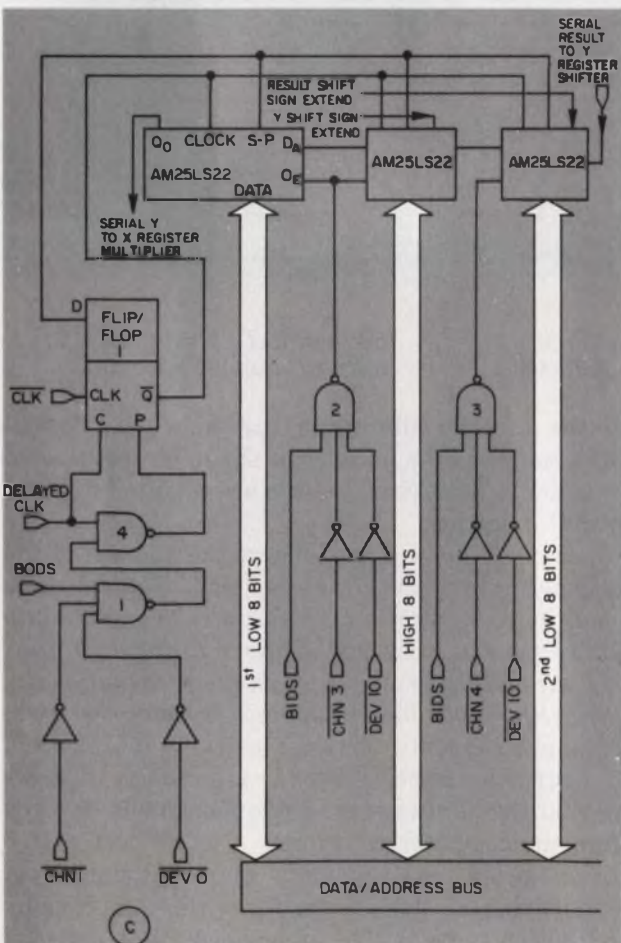 SERIAL
RESULT
TO Y
REGISTER
SHIFTER
RESULT SHIFT
SIGN EXTEND
Y SHIFT SIGN
EXTEND
Q0 CLOCK S-P DA
AM25LS22 OE
DATA
AM25LS22
AM25LS22
SERIAL Y
TO X REGISTER
MULTIPLIER
D
FLIP/
FLOP
1
CLK
CLK Q
C P
DELAYED
CLK
4
BODS
1
2
3
1st LOW 8 BITS
HIGH 8 BITS
2nd LOW 8 BITS
BIDS
CHN 3
DEV 10
BIDS
CHN 4
DEV 10
CHN1
DEV 0
DATA/ADDRESS BUS
C